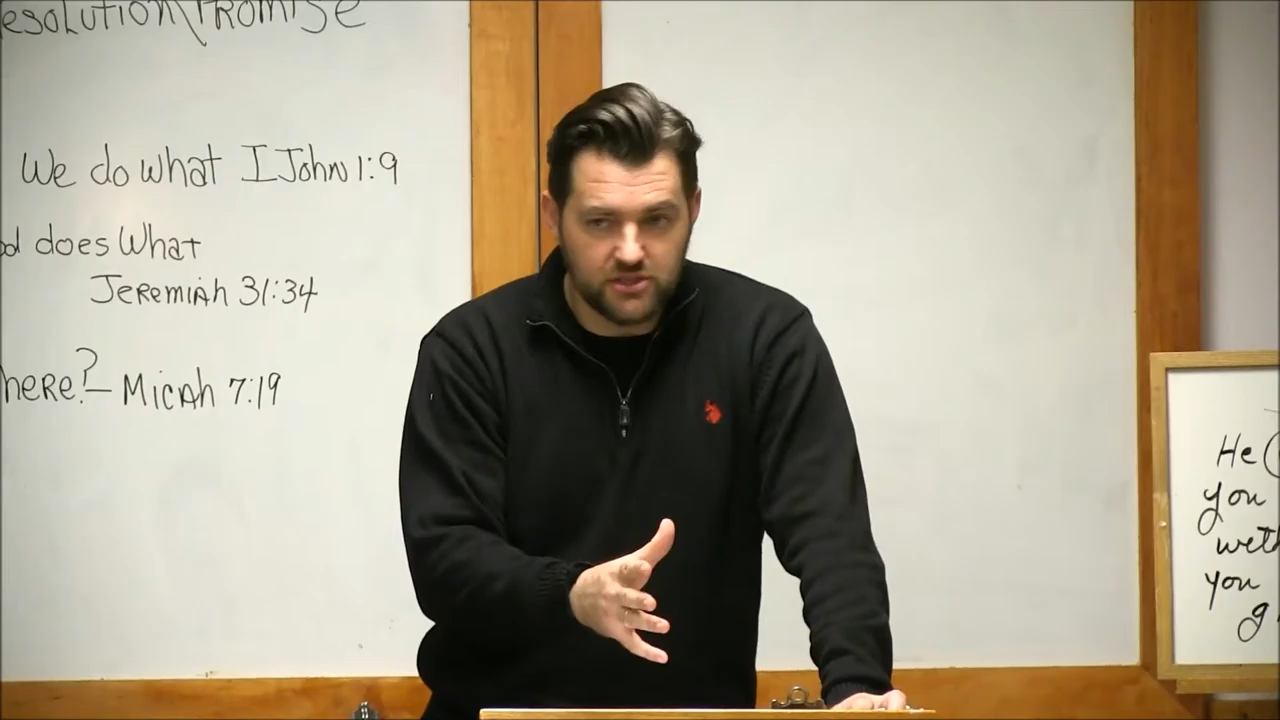 esolution/Promise
We do what I John 1:9
od does What
Jeremiah 31:34
here?- Micah 7:19
He
you
you